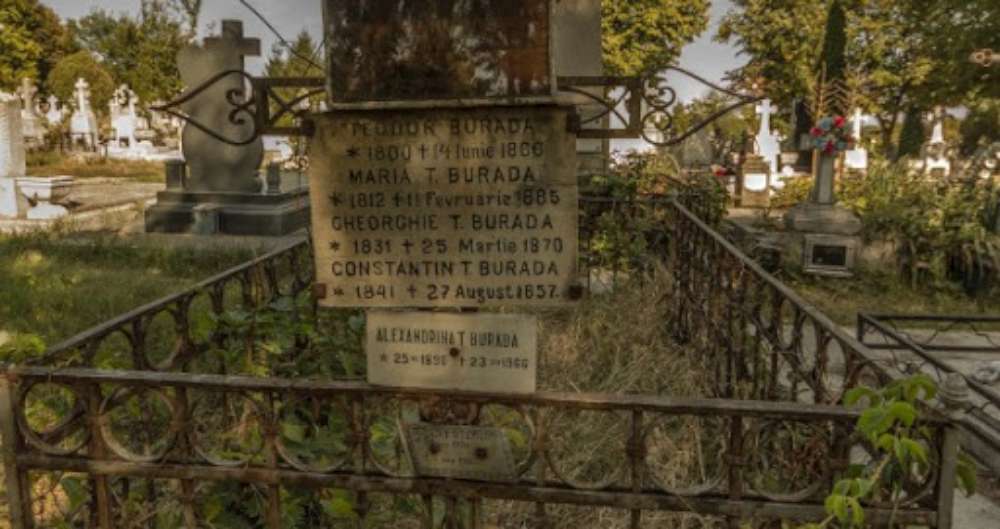 TEODOR BURADA
* 1800 + 14 Iunie 1866
MARIA T. BURADA
* 1812 + 11 Fevruarie 1885
GHEORGHIE T. BURADA
* 1831 + 25 Martie 1870
CONSTANTIN T. BURADA
* 1841 + 27 August 1857.
ALEXANDRINA T BURADA